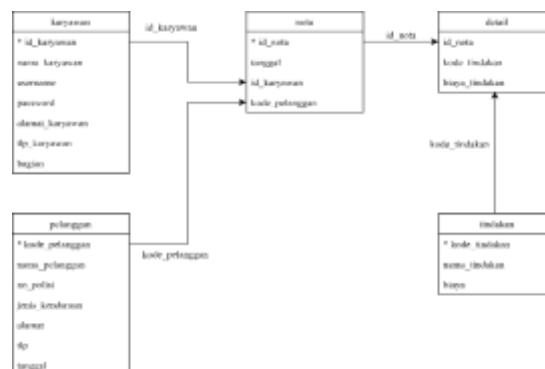 karyawan
* id_karyawan
nama_karyawan
username
password
alamat_karyawan
tlp_karyawan
bagian
id_karyawan
nota
* id_nota
tanggal
id_karyawan
kode_pelanggan
id_nota
detail
id_nota
kode_tindakan
biaya_tindakan
kode_tindakan
pelanggan
* kode_pelanggan
nama_pelanggan
no_polisi
jenis_kendaraan
alamat
tlp
tanggal
kode_pelanggan
tindakan
* kode_tindakan
nama_tindakan
biaya